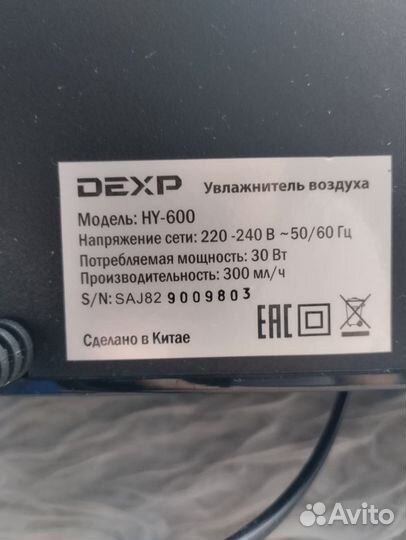 DEXP Увлажнитель воздуха
Модель: HY-600
Напряжение сети: 220 -240 В ~50/60 Гц
Потребляемая мощность: 30 Вт
Производительность: 300 мл/ч
S/N: SAJ82 9009803
Сделано в Китае
EAC
Avito